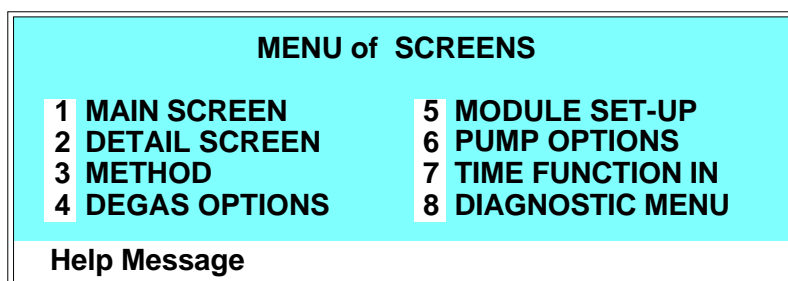 MENU of SCREENS
1 MAIN SCREEN
2 DETAIL SCREEN
3 METHOD
4 DEGAS OPTIONS
5 MODULE SET-UP
6 PUMP OPTIONS
7 TIME FUNCTION IN
8 DIAGNOSTIC MENU
Help Message